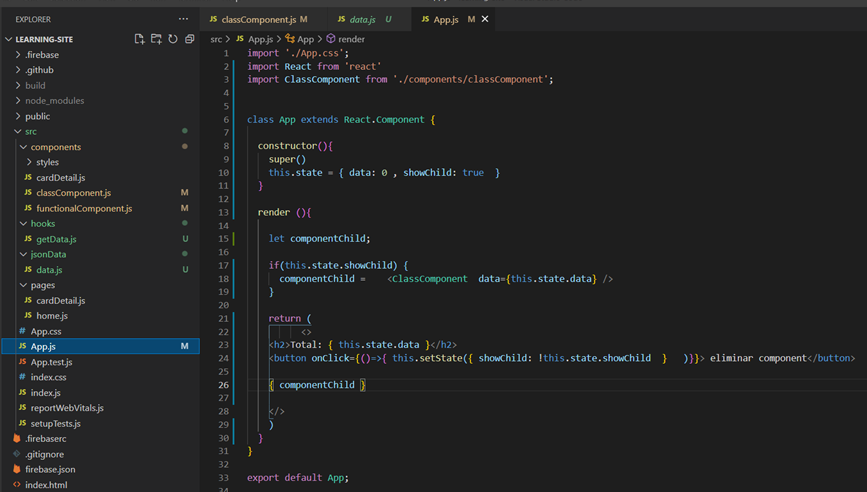 EXPLORER
LEARNING-SITE
.firebase
.github
build
node_modules
public
src
components
styles
JS cardDetail.js
JS classComponent.js M
JS functionalComponent.js M
hooks
JS getData.js U
jsonData
JS data.js U
pages
JS cardDetail.js
JS home.js
# App.css
JS App.js M
JS App.test.js
# index.css
JS index.js
JS reportWebVitals.js
JS setupTests.js
.firebaserc
.gitignore
firebase.json
<> index.html
JS classComponent.js M
JS data.js U
JS App.js M
src > JS App.js > App > render
1 import './App.css';
2 import React from 'react'
3 import ClassComponent from './components/classComponent';
4
5
6 class App extends React.Component {
7
8 constructor(){
9 super()
10 this.state = { data: 0 , showChild: true }
11 }
12
13 render (){
14
15 let componentChild;
16
17 if(this.state.showChild) {
18 componentChild = <ClassComponent data={this.state.data} />
19 }
20
21 return (
22 <>
23 <h2>Total: { this.state.data }</h2>
24 <button onClick={()=>{ this.setState({ showChild: !this.state.showChild } )}}> eliminar component</button>
25
26 { componentChild }
27
28 </>
29 )
30 }
31 }
32
33 export default App;
34